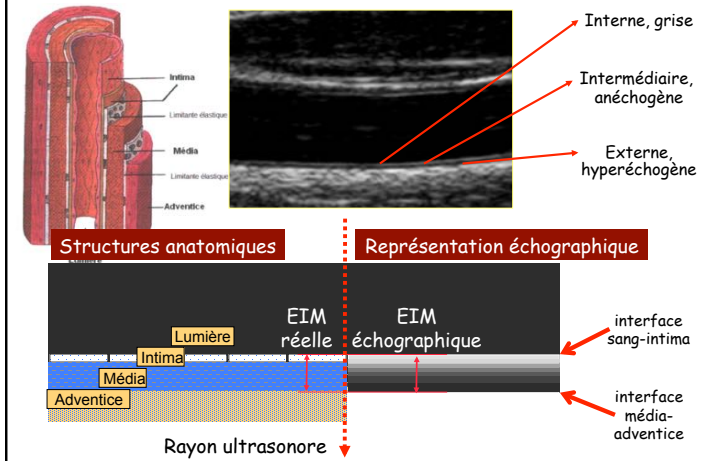 Intima
Limitante élastique
Média
Limitante élastique
Adventice
Lumière
Interne, grise
Intermédiaire,
anéchogène
Externe,
hyperéchogène
Structures anatomiques
Représentation échographique
EIM
réelle
EIM
échographique
Lumière
Intima
Média
Adventice
interface
sang-intima
interface
média-
adventice
Rayon ultrasonore